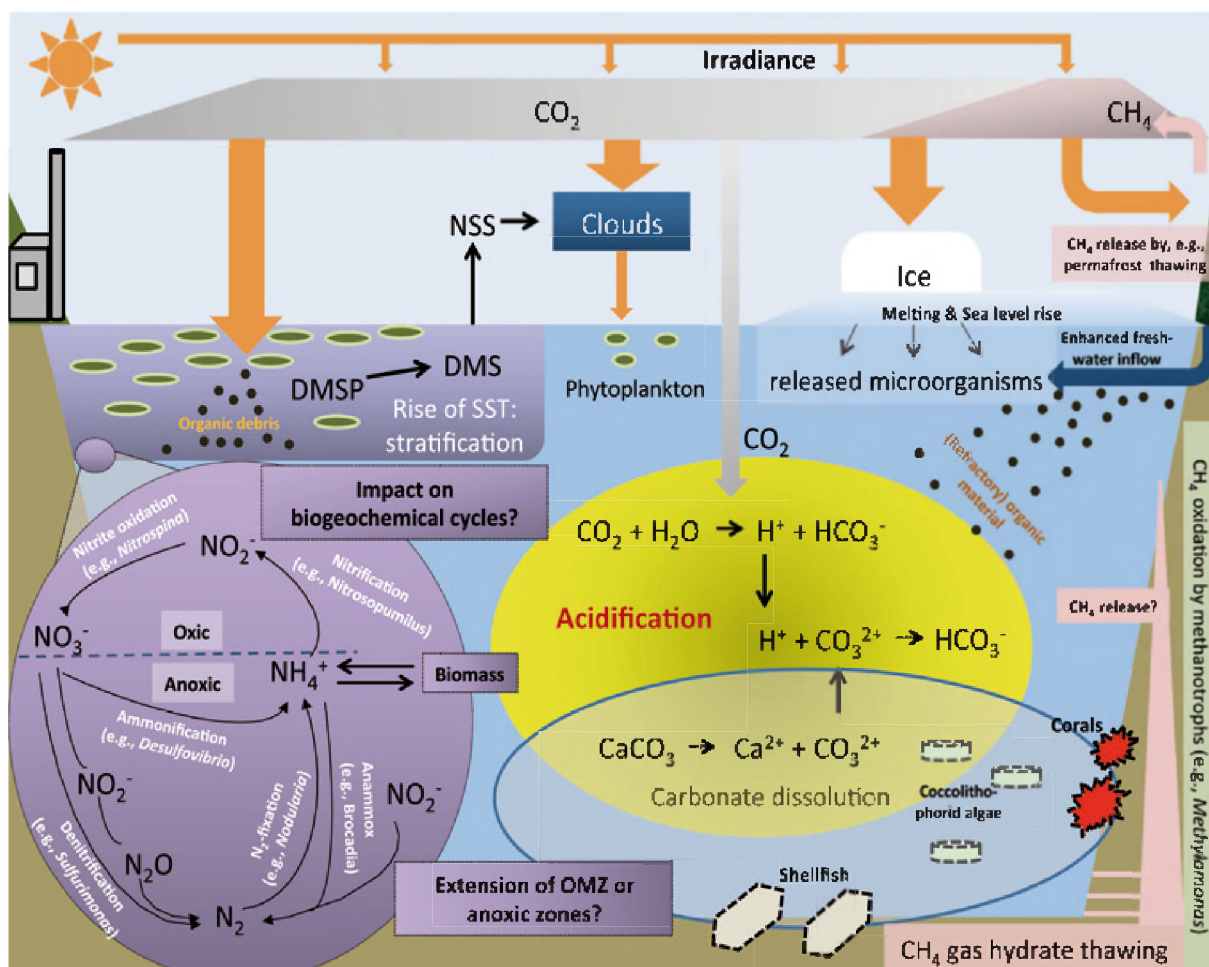 Irradiance
CO₂
CH₄
NSS
Clouds
CH₄ release by, e.g.,
permafrost thawing
Ice
Melting & Sea level rise
Enhanced fresh-
water inflow
released microorganisms
DMSP
DMS
Phytoplankton
Organic debris
Rise of SST:
stratification
CO₂
(Refractory) organic
material
Impact on
biogeochemical cycles?
Nitrite oxidation
(e.g., Nitrospina)
NO₂⁻
Nitrification
(e.g., Nitrosopumilus)
NO₃⁻
Oxic
Anoxic
NH₄⁺
Biomass
Ammonification
(e.g., Desulfovibrio)
NO₂⁻
N₂O
Denitrification
(e.g., Sulfurimonas)
N₂
N₂-fixation
(e.g., Nodularia)
Anammox
(e.g., Brocadia)
NO₂⁻
Extension of OMZ or
anoxic zones?
CO₂ + H₂O → H⁺ + HCO₃⁻
Acidification
H⁺ + CO₃²⁺ → HCO₃⁻
CaCO₃ → Ca²⁺ + CO₃²⁺
Carbonate dissolution
Coccolitho-
phorid algae
Corals
Shellfish
CH₄ release?
CH₄ oxidation by methanotrophs (e.g., Methylomonas)
CH₄ gas hydrate thawing